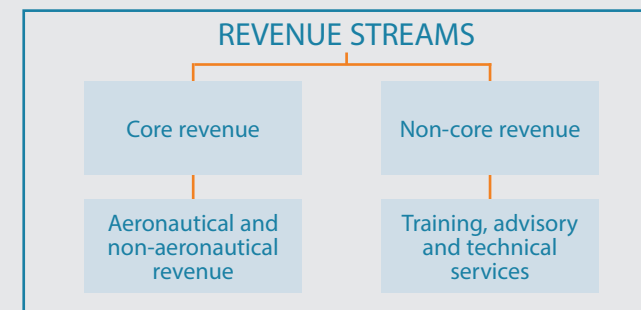 REVENUE STREAMS
Core revenue
Non-core revenue
Aeronautical and
non-aeronautical
revenue
Training, advisory
and technical
services